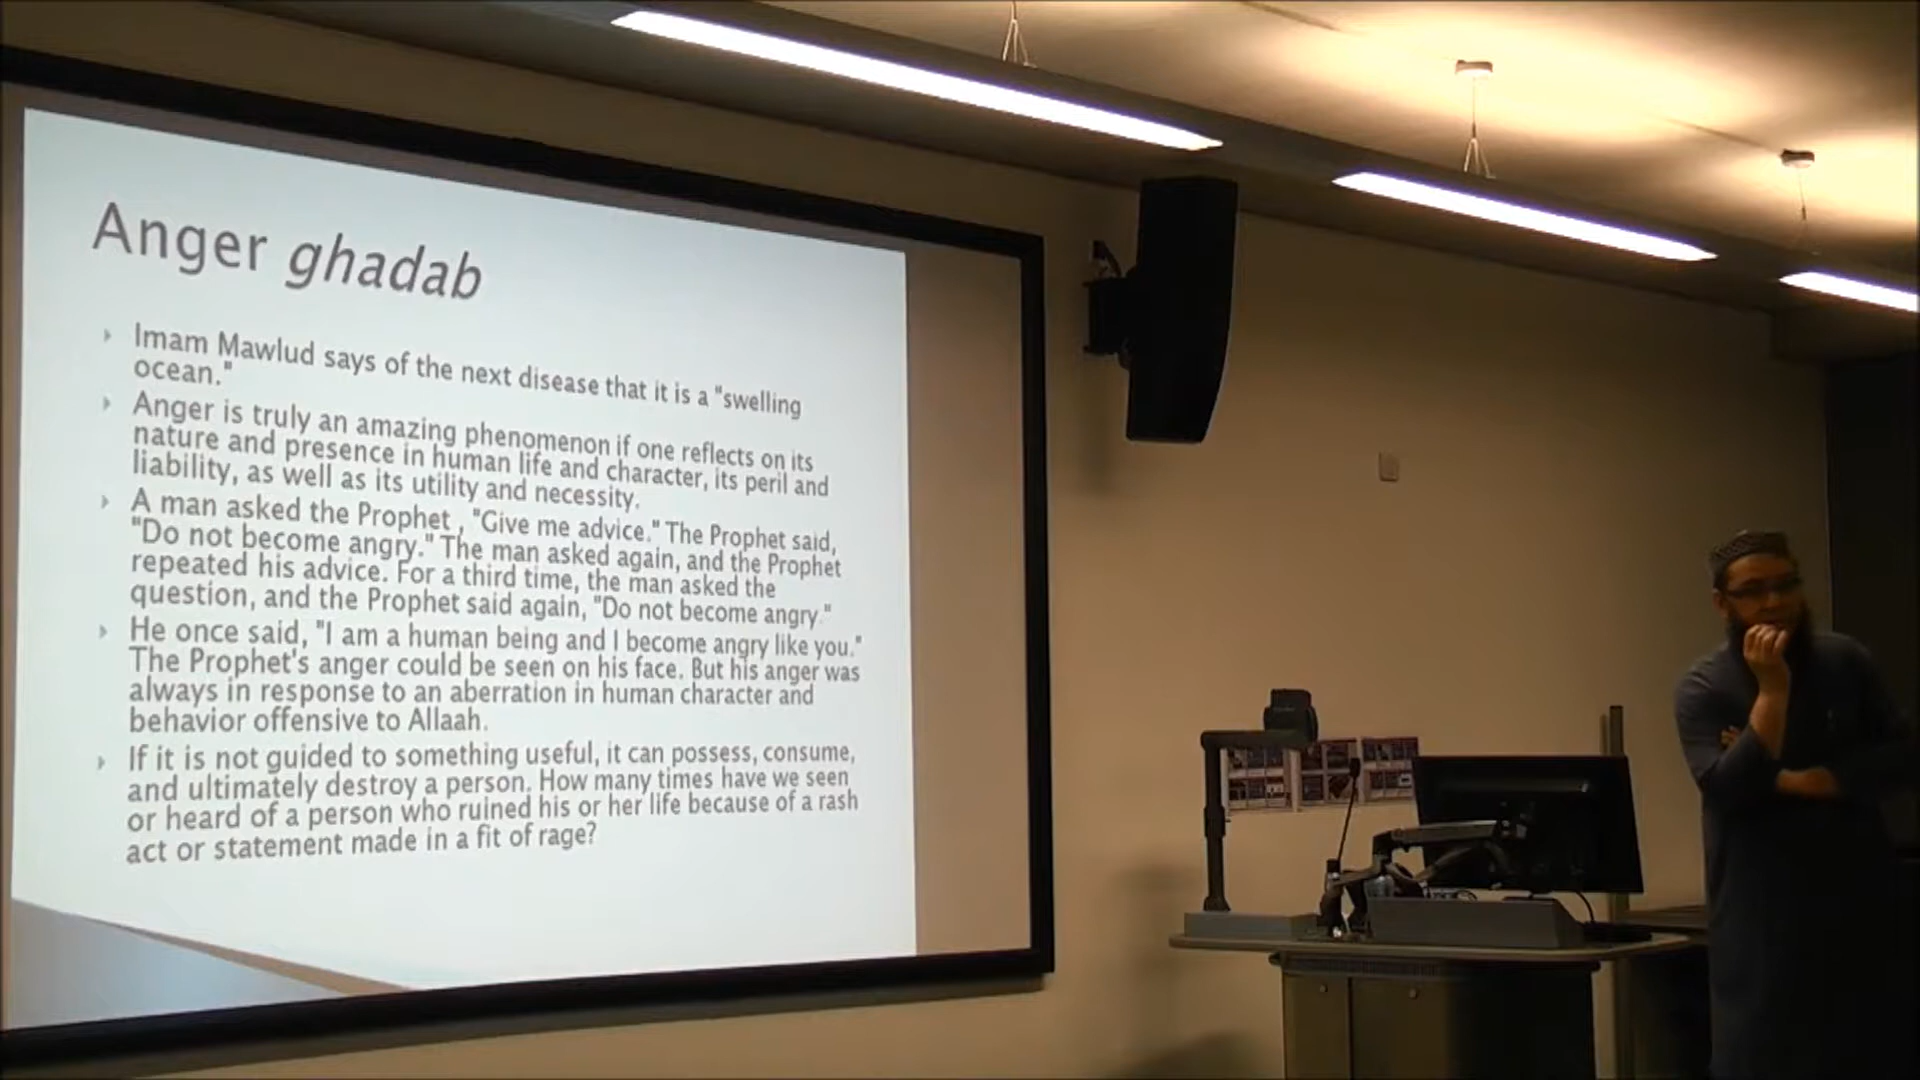 Anger ghadab
Imam Mawlud says of the next disease that it is a "swelling
ocean."
Anger is truly an amazing phenomenon if one reflects on its
nature and presence in human life and character, its peril and
liability, as well as its utility and necessity.
A man asked the Prophet , "Give me advice." The Prophet said,
"Do not become angry." The man asked again, and the Prophet
repeated his advice. For a third time, the man asked the
question, and the Prophet said again, "Do not become angry."
He once said, "I am a human being and I become angry like you."
The Prophet's anger could be seen on his face. But his anger was
always in response to an aberration in human character and
behavior offensive to Allaah.
If it is not guided to something useful, it can possess, consume,
and ultimately destroy a person. How many times have we seen
or heard of a person who ruined his or her life because of a rash
act or statement made in a fit of rage?